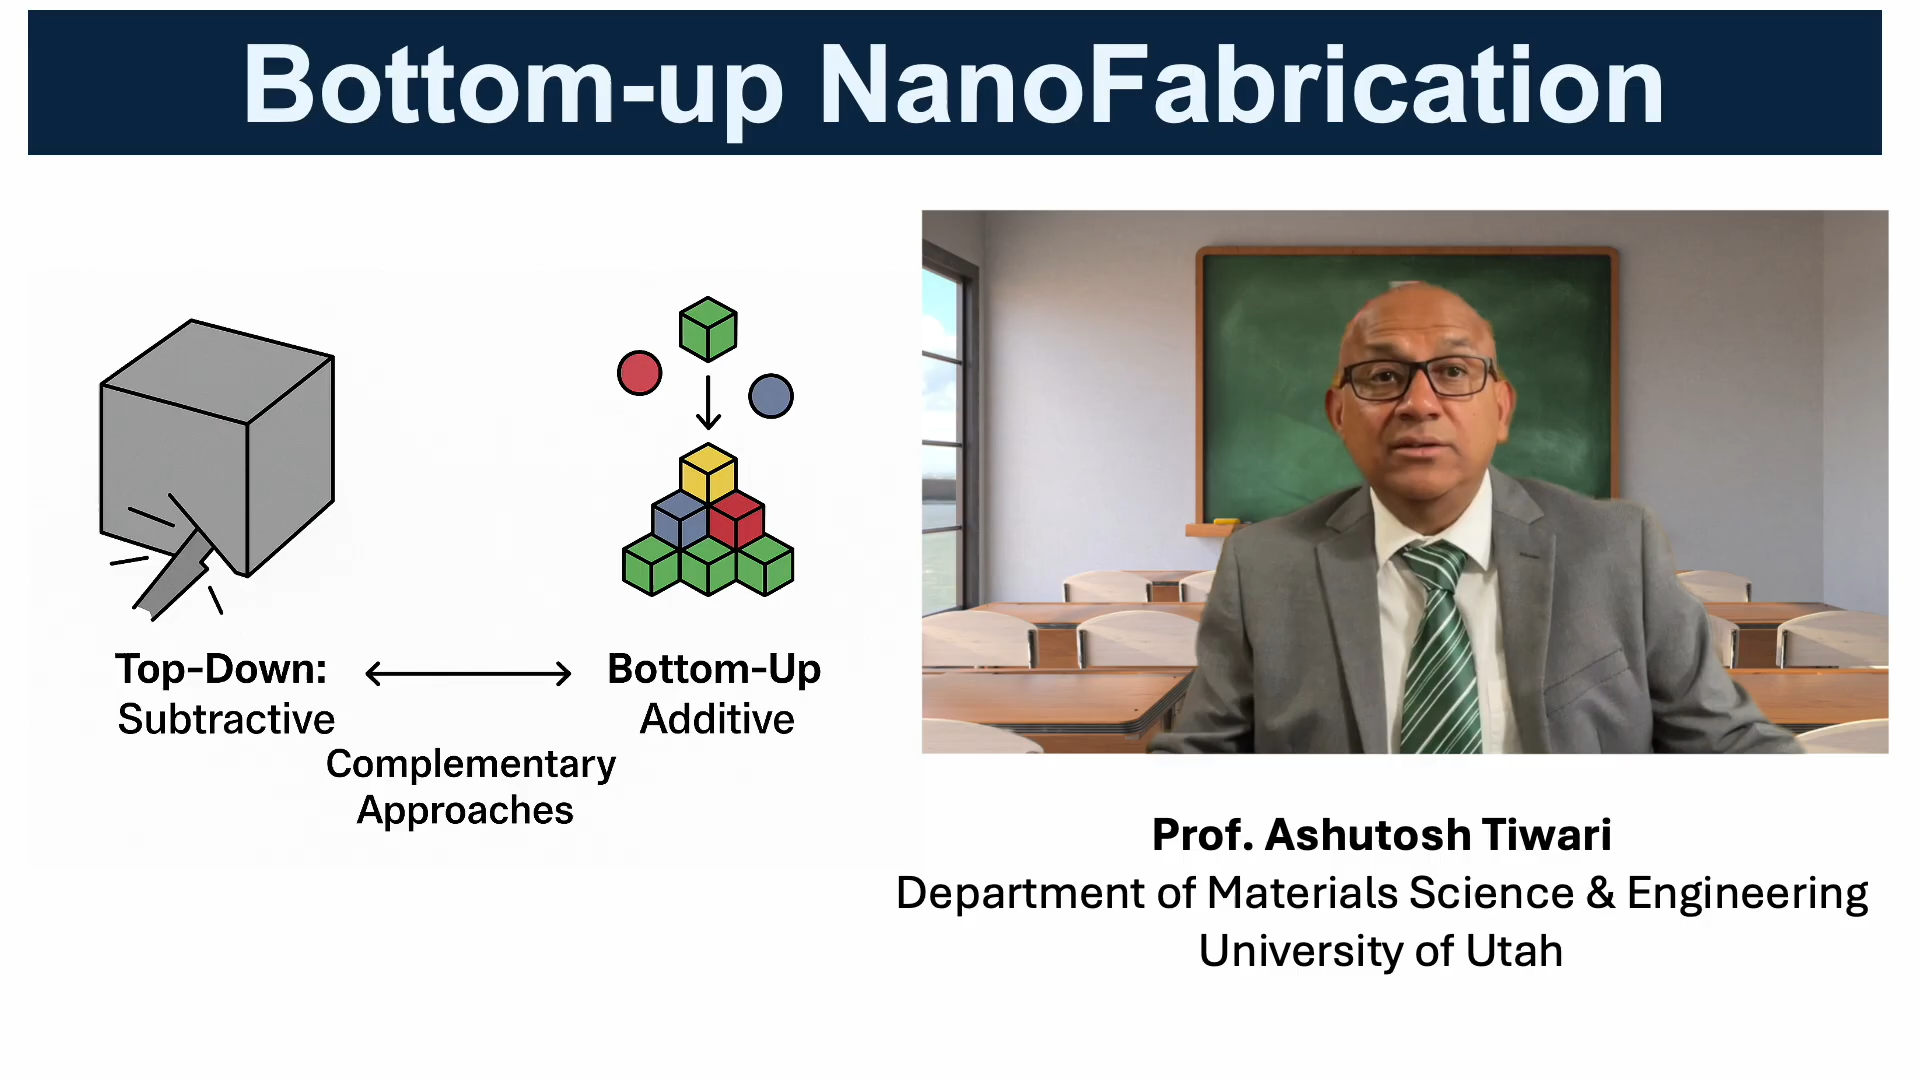 Bottom-up NanoFabrication
Top-Down:
Subtractive
Bottom-Up
Additive
Complementary
Approaches
Prof. Ashutosh Tiwari
Department of Materials Science & Engineering
University of Utah